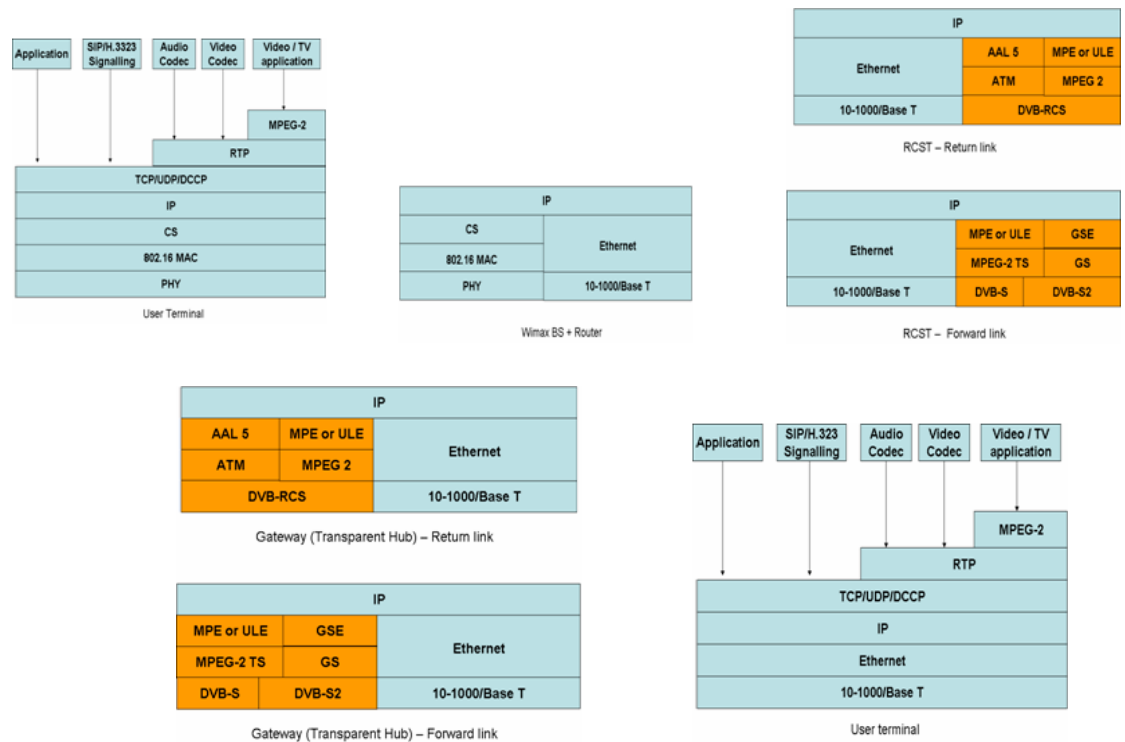 Application
SIP/H.3323
Signalling
Audio
Codec
Video
Codec
Video / TV
application
MPEG-2
RTP
TCP/UDP/DCCP
IP
CS
802.16 MAC
PHY
User Terminal
IP
CS
Ethernet
802.16 MAC
PHY
10-1000/Base T
Wimax BS + Router
IP
Ethernet
AAL 5
MPE or ULE
ATM
MPEG 2
10-1000/Base T
DVB-RCS
RCST – Return link
IP
Ethernet
MPE or ULE
GSE
MPEG-2 TS
GS
10-1000/Base T
DVB-S
DVB-S2
RCST – Forward link
IP
AAL 5
MPE or ULE
Ethernet
ATM
MPEG 2
DVB-RCS
10-1000/Base T
Gateway (Transparent Hub) – Return link
IP
MPE or ULE
GSE
Ethernet
MPEG-2 TS
GS
DVB-S
DVB-S2
10-1000/Base T
Gateway (Transparent Hub) – Forward link
Application
SIP/H.323
Signalling
Audio
Codec
Video
Codec
Video / TV
application
MPEG-2
RTP
TCP/UDP/DCCP
IP
Ethernet
10-1000/Base T
User terminal